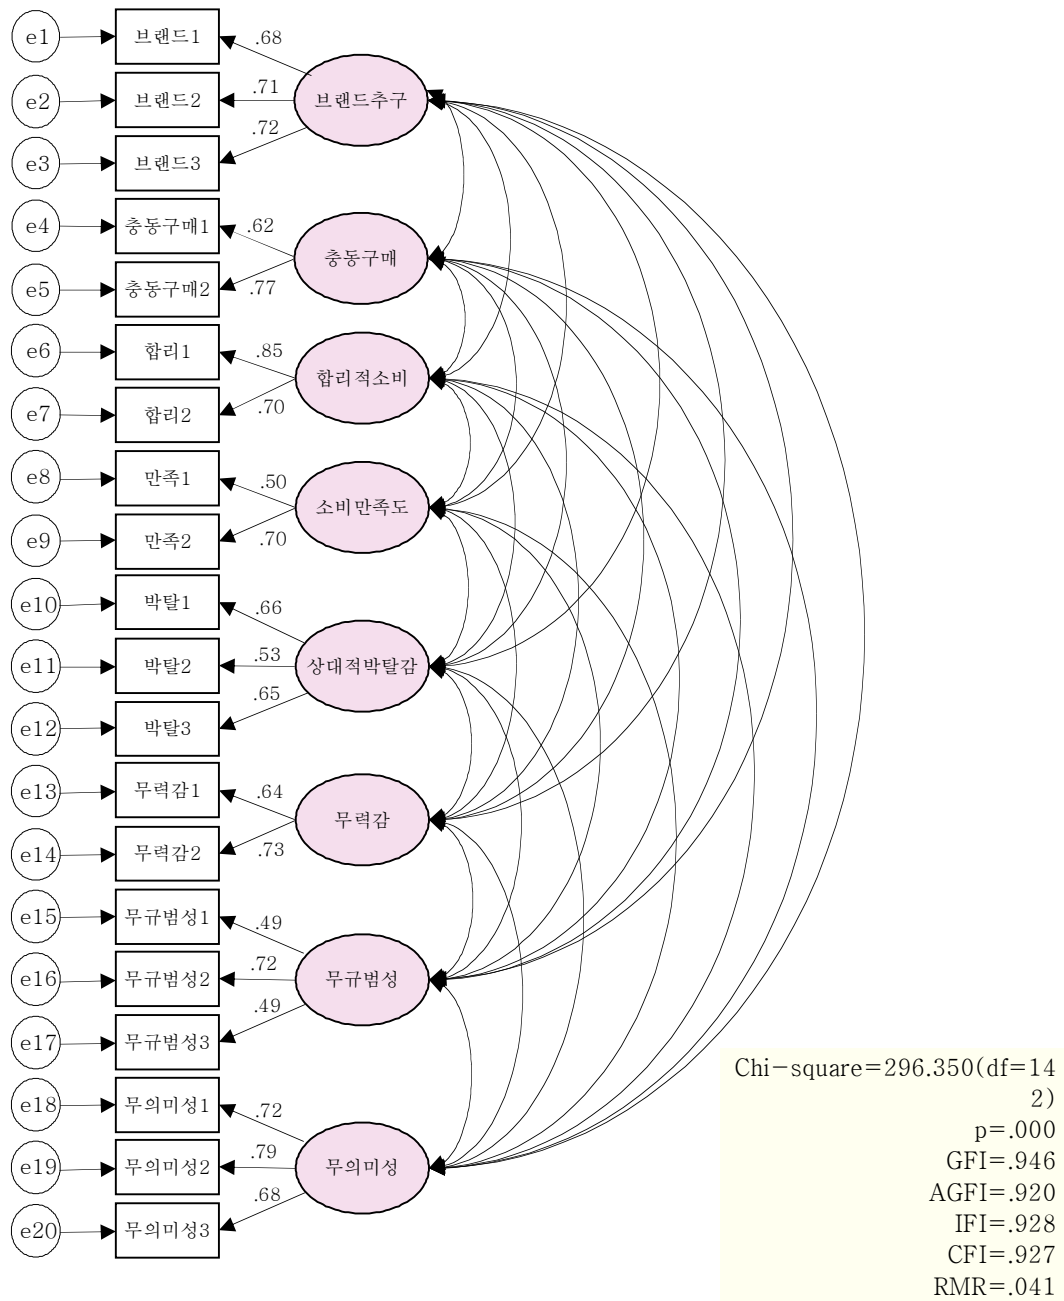 e1 브랜드1 .68
e2 브랜드2 .71 브랜드추구
e3 브랜드3 .72
e4 충동구매1 .62
충동구매
e5 충동구매2 .77
e6 합리1 .85
합리적소비
e7 합리2 .70
e8 만족1 .50
소비만족도
e9 만족2 .70
e10 박탈1 .66
e11 박탈2 .53 상대적박탈감
e12 박탈3 .65
e13 무력감1 .64
무력감
e14 무력감2 .73
e15 무규범성1 .49
e16 무규범성2 .72 무규범성
e17 무규범성3 .49
e18 무의미성1 .72
e19 무의미성2 .79 무의미성
e20 무의미성3 .68
Chi-square=296.350(df=14
2)
p=.000
GFI=.946
AGFI=.920
IFI=.928
CFI=.927
RMR=.041